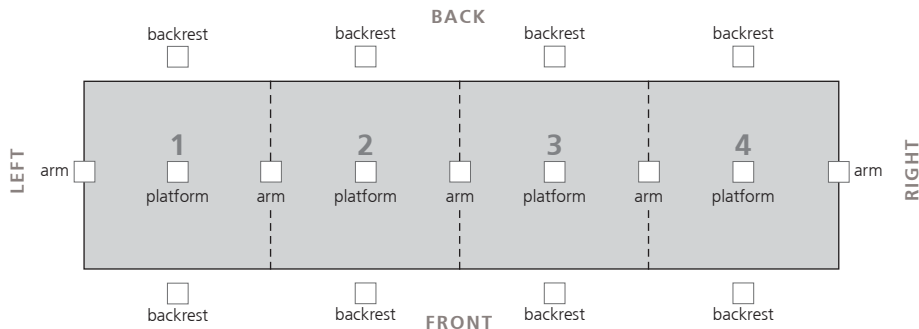 BACK
backrest backrest backrest backrest
1 2 3 4
LEFT
arm
platform arm platform arm platform arm platform
arm
RIGHT
backrest backrest backrest backrest
FRONT